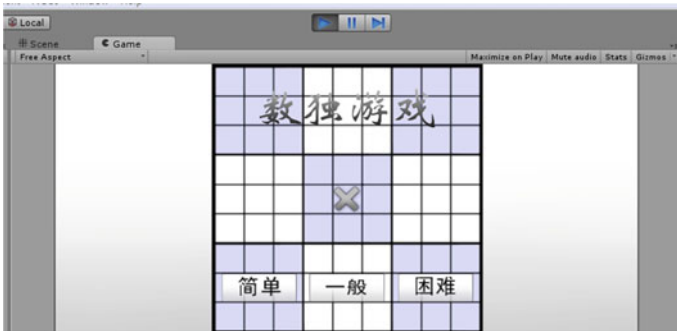 Local
Scene
Game
Free Aspect
Maximize on Play Mute audio Stats Gizmos
数独游戏
简单 一般 困难